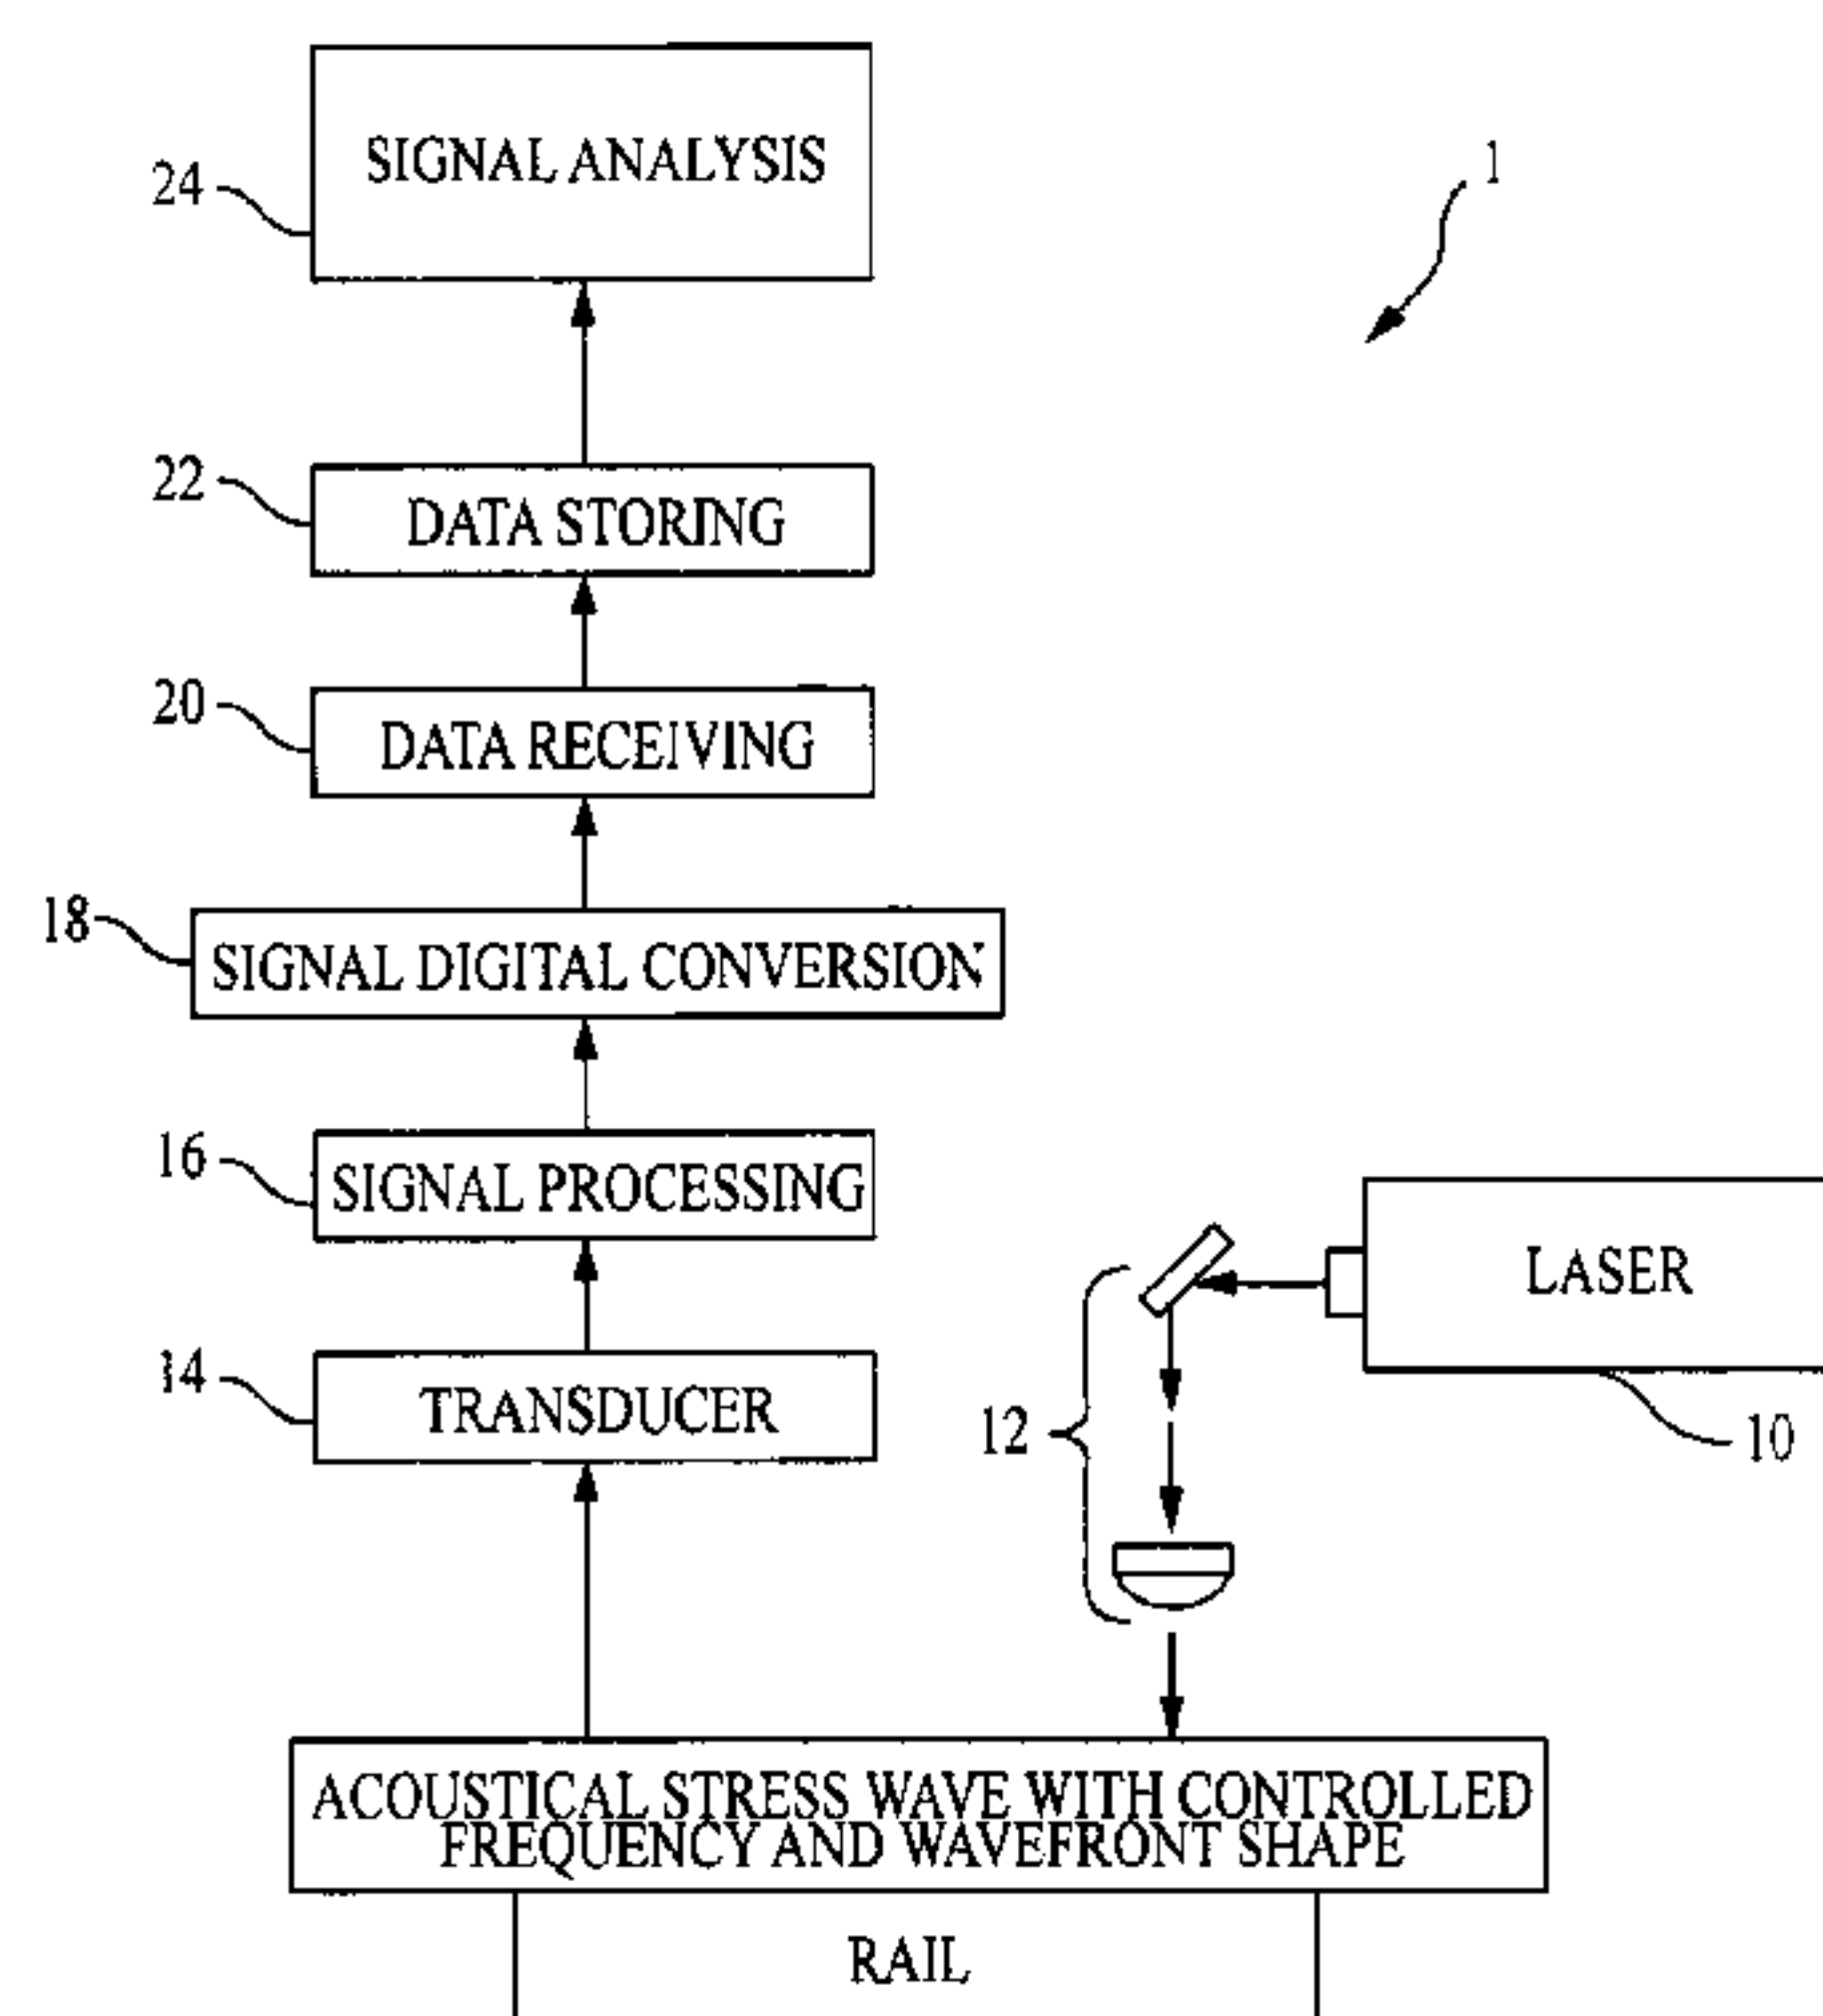 SIGNAL ANALYSIS
24
1
22
DATA STORING
20
DATA RECEIVING
18
SIGNAL DIGITAL CONVERSION
16
SIGNAL PROCESSING
LASER
14
TRANSDUCER
12
10
ACOUSTICAL STRESS WAVE WITH CONTROLLED
FREQUENCY AND WAVEFRONT SHAPE
RAIL